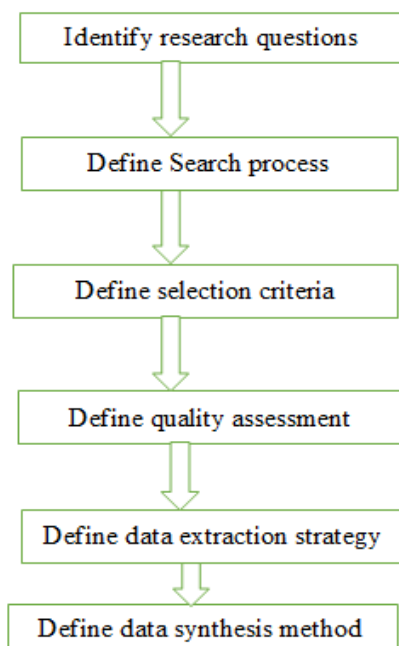 Identify research questions
Define Search process
Define selection criteria
Define quality assessment
Define data extraction strategy
Define data synthesis method